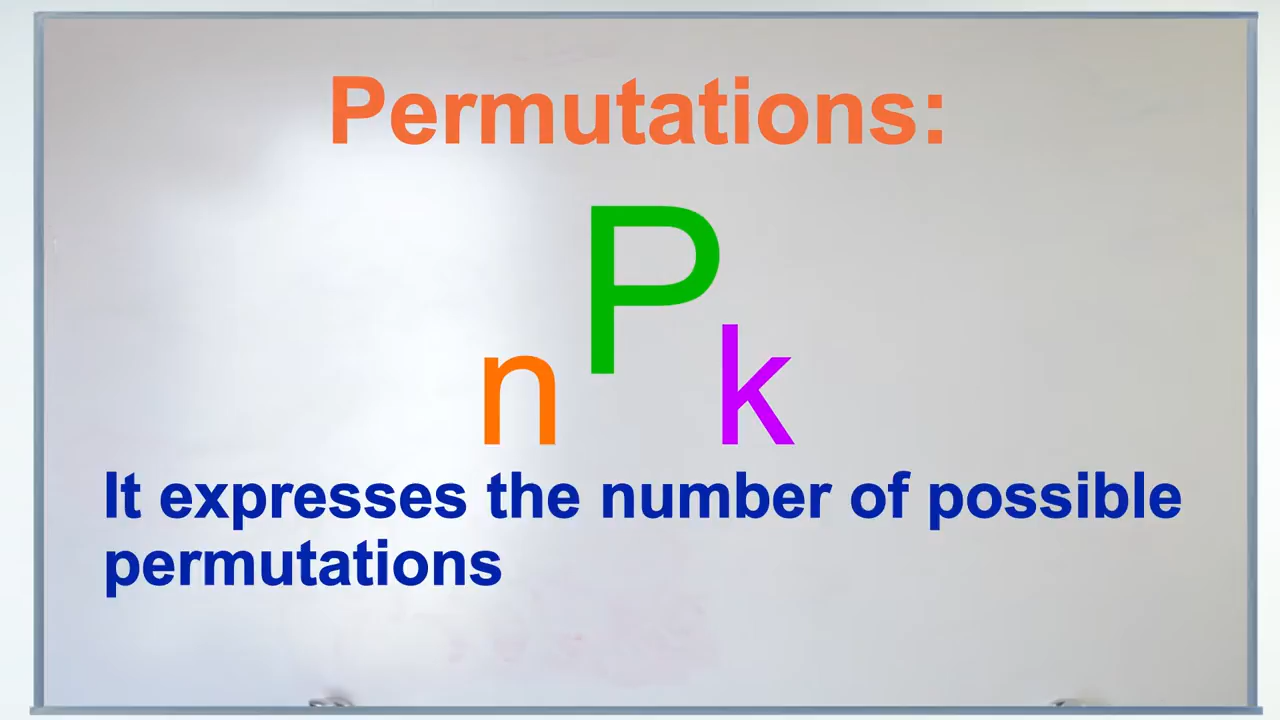 Permutations:
nPk
It expresses the number of possible
permutations